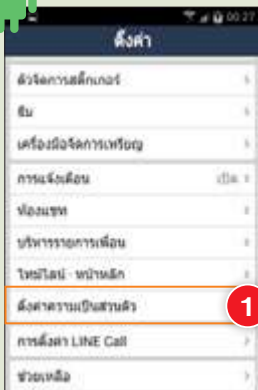 00:27
ตั้งค่า
ตัวจัดการสติ๊กเกอร์
ธีม
เครื่องมือจัดการเหรียญ
การแจ้งเตือน
เปิด
ห้องแชท
บริหารรายการเพื่อน
ไทม์ไลน์ · หน้าหลัก
ตั้งค่าความเป็นส่วนตัว
1
การตั้งค่า LINE Call
ช่วยเหลือ